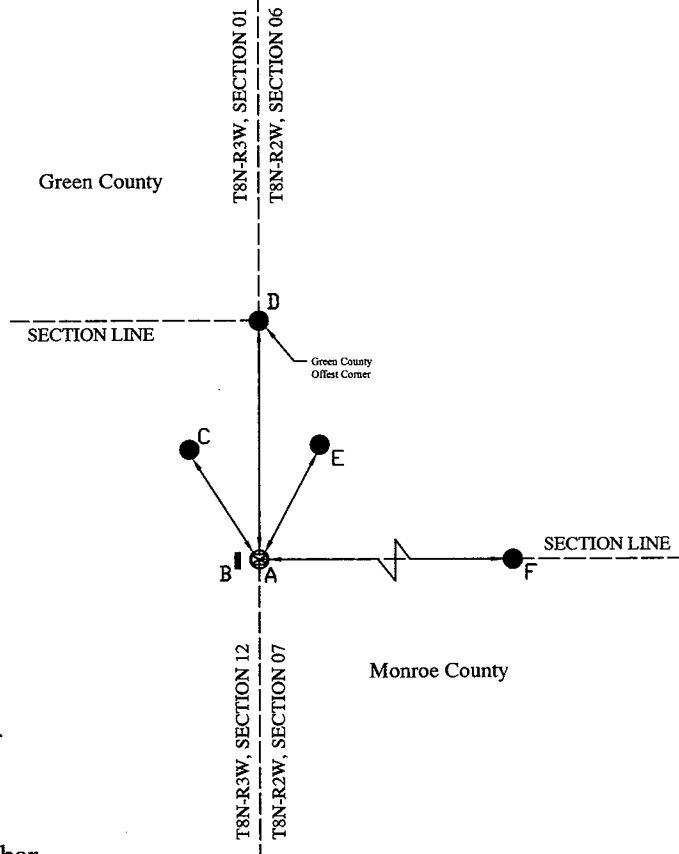 T8N-R3W, SECTION 01
T8N-R2W, SECTION 06
Green County
D
SECTION LINE
Green County
Offest Corner
C
E
SECTION LINE
B
A
F
T8N-R3W, SECTION 12
T8N-R2W, SECTION 07
Monroe County